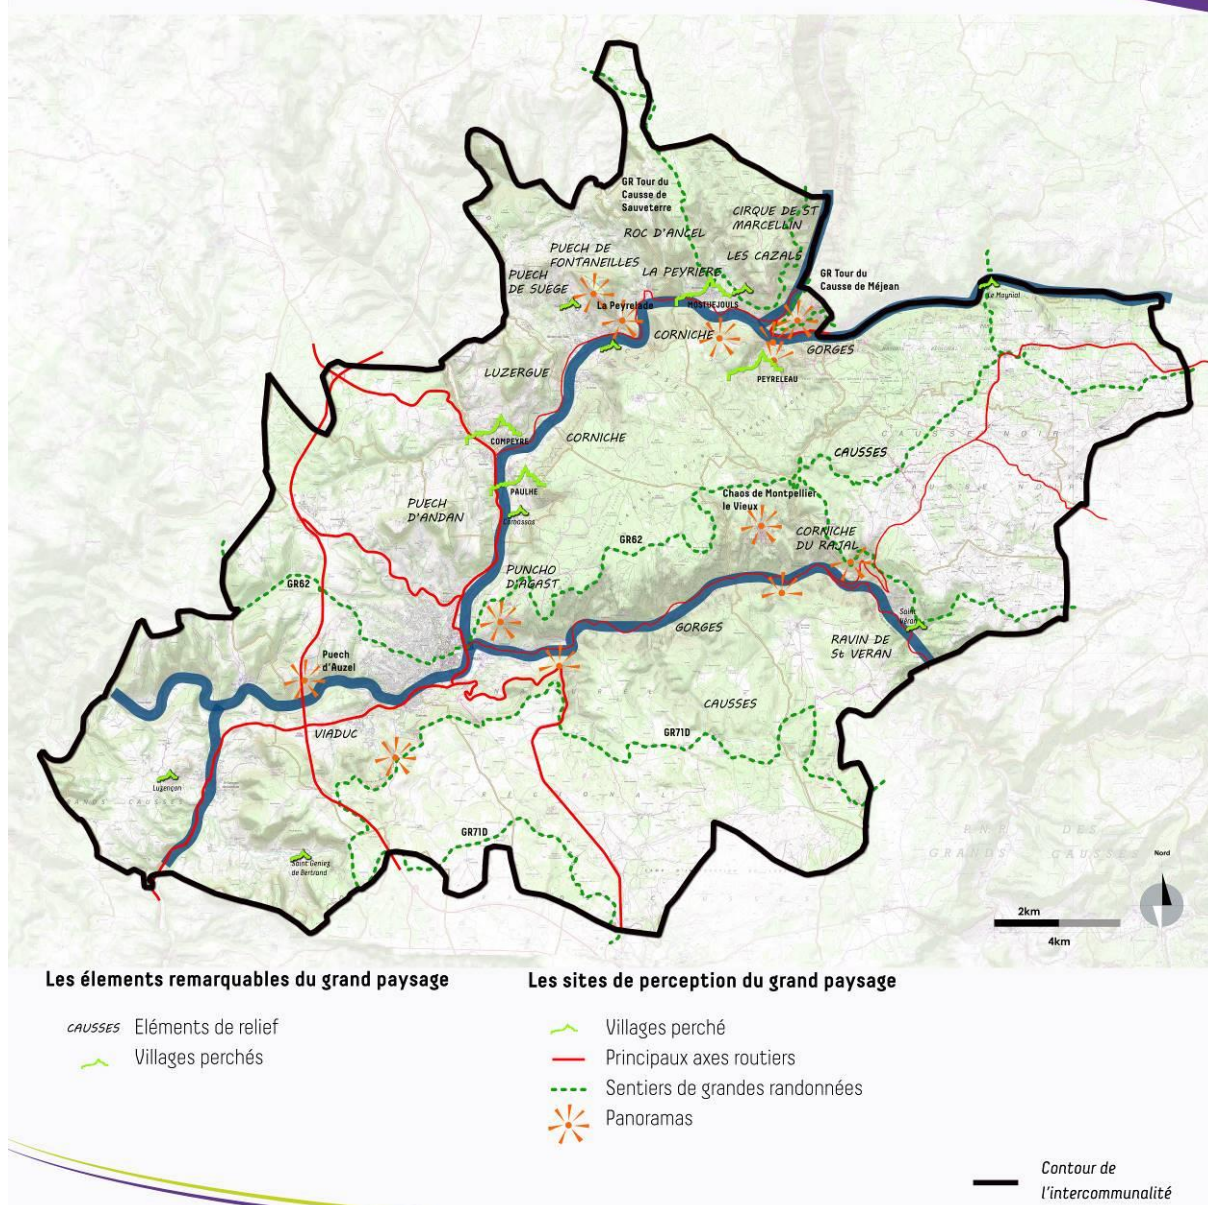 GR Tour du
Causse de
Sauveterre
CIRQUE DE ST
MARCELLIN
ROC D'ANGEL
PUECH DE
FONTANEILLES
LES CAZALS
LA PEYRIERE
PUECH
DE SUÈGE
GR Tour du
Causse de Méjean
Le Maynial
La Peyrelade
MOSTUEJOULS
CORNICHE
GORGES
LUZERGUE
PEYRELEAU
COMPEYRE
CORNICHE
CAUSSES
PAULHE
Chaos de Montpellier
le Vieux
PUECH
D'ANDAN
Carbassas
CORNICHE
DU RAJAL
GR62
PUNCHO
D'AGAST
GR62
Saint
Véran
GORGES
RAVIN DE
St VERAN
Puech
d'Auzel
CAUSSES
VIADUC
GR71D
Luzençon
GR71D
Saint Geniez
de Bertrand
Nord
2km
4km
Les élements remarquables du grand paysage
CAUSSES Eléments de relief
Villages perchés
Les sites de perception du grand paysage
Villages perché
Principaux axes routiers
Sentiers de grandes randonnées
Panoramas
Contour de
l'intercommunalité